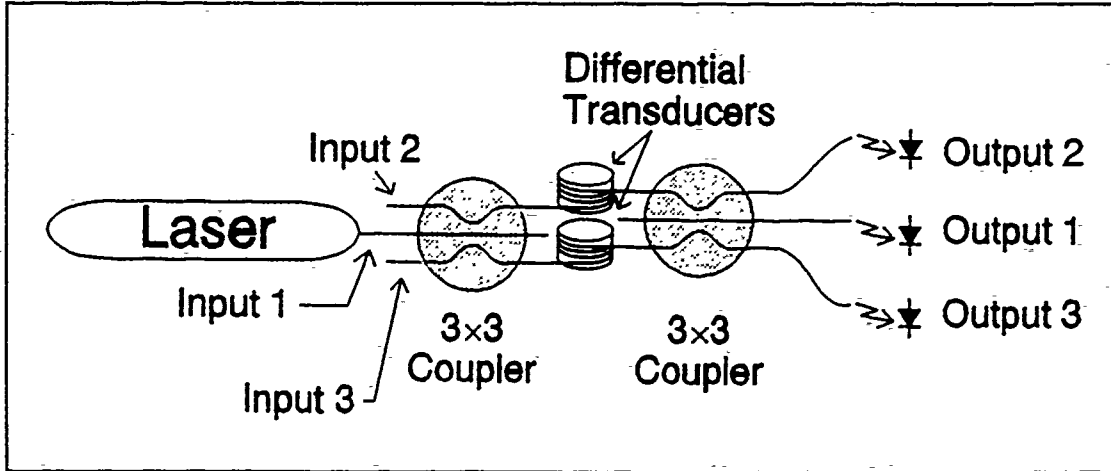 Differential
Transducers
Input 2
Output 2
Laser
Output 1
Input 1
3×3
Coupler
3×3
Coupler
Output 3
Input 3